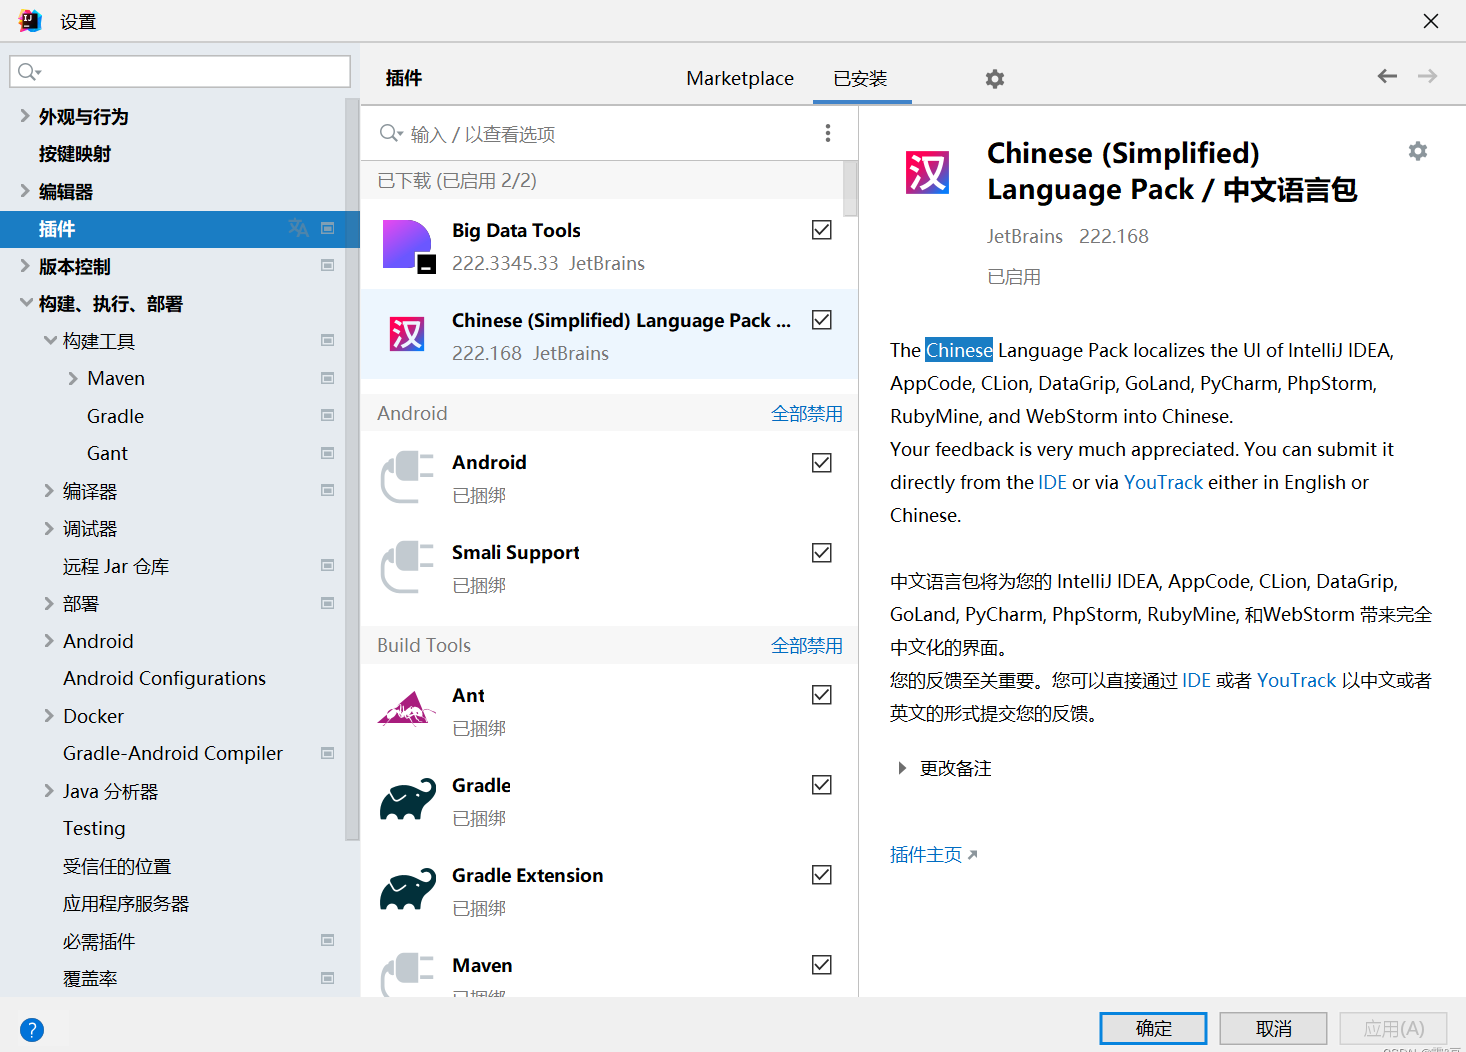 设置
外观与行为
按键映射
编辑器
插件
版本控制
构建、执行、部署
构建工具
Maven
Gradle
Gant
编译器
调试器
远程 Jar 仓库
部署
Android
Android Configurations
Docker
Gradle-Android Compiler
Java 分析器
Testing
受信任的位置
应用程序服务器
必需插件
覆盖率
插件
Marketplace
已安装
输入 / 以查看选项
已下载 (已启用 2/2)
Big Data Tools
222.3345.33 JetBrains
汉
Chinese (Simplified) Language Pack ...
222.168 JetBrains
Android 全部禁用
Android
已捆绑
Smali Support
已捆绑
Build Tools 全部禁用
Ant
已捆绑
Gradle
已捆绑
Gradle Extension
已捆绑
Maven
已捆绑
汉
Chinese (Simplified)
Language Pack / 中文语言包
JetBrains 222.168
已启用
The Chinese Language Pack localizes the UI of IntelliJ IDEA,
AppCode, CLion, DataGrip, GoLand, PyCharm, PhpStorm,
RubyMine, and WebStorm into Chinese.
Your feedback is very much appreciated. You can submit it
directly from the IDE or via YouTrack either in English or
Chinese.
中文语言包将为您的 IntelliJ IDEA, AppCode, CLion, DataGrip,
GoLand, PyCharm, PhpStorm, RubyMine, 和WebStorm 带来完全
中文化的界面。
您的反馈至关重要。您可以直接通过 IDE 或者 YouTrack 以中文或者
英文的形式提交您的反馈。
更改备注
插件主页
?
确定
取消
应用(A)